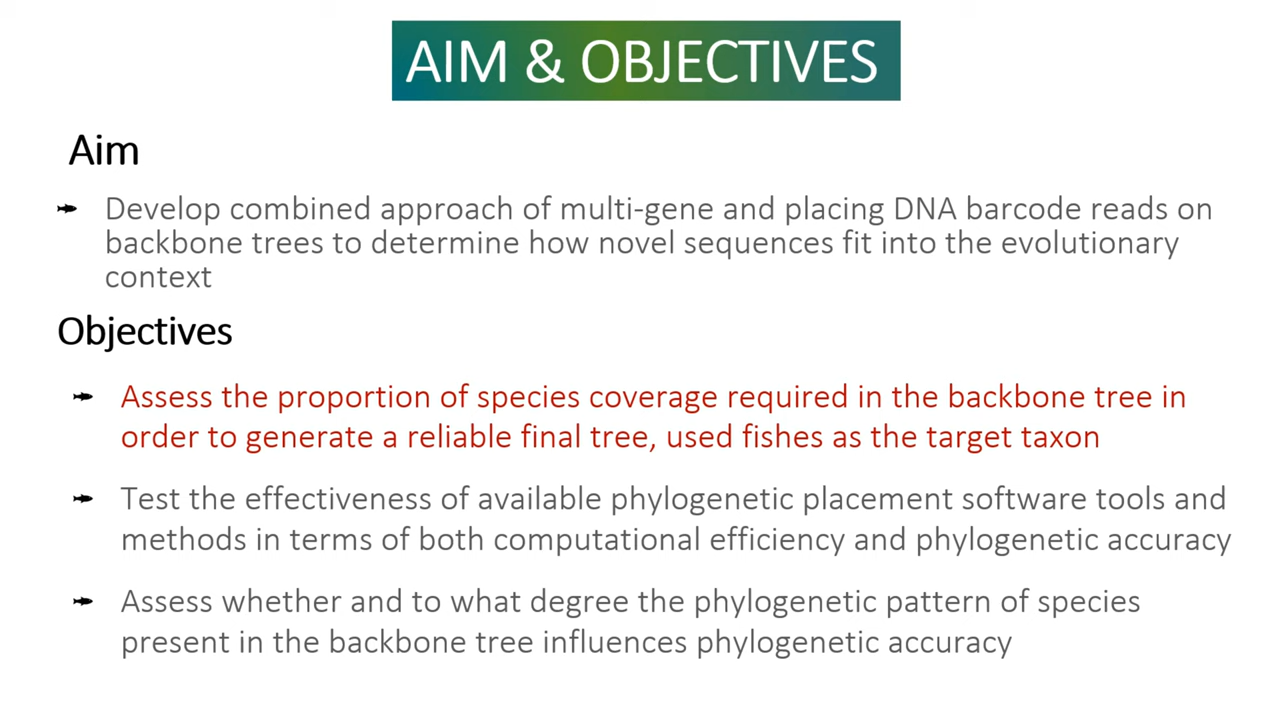 AIM & OBJECTIVES
Aim
Develop combined approach of multi-gene and placing DNA barcode reads on
backbone trees to determine how novel sequences fit into the evolutionary
context
Objectives
Assess the proportion of species coverage required in the backbone tree in
order to generate a reliable final tree, used fishes as the target taxon
Test the effectiveness of available phylogenetic placement software tools and
methods in terms of both computational efficiency and phylogenetic accuracy
Assess whether and to what degree the phylogenetic pattern of species
present in the backbone tree influences phylogenetic accuracy